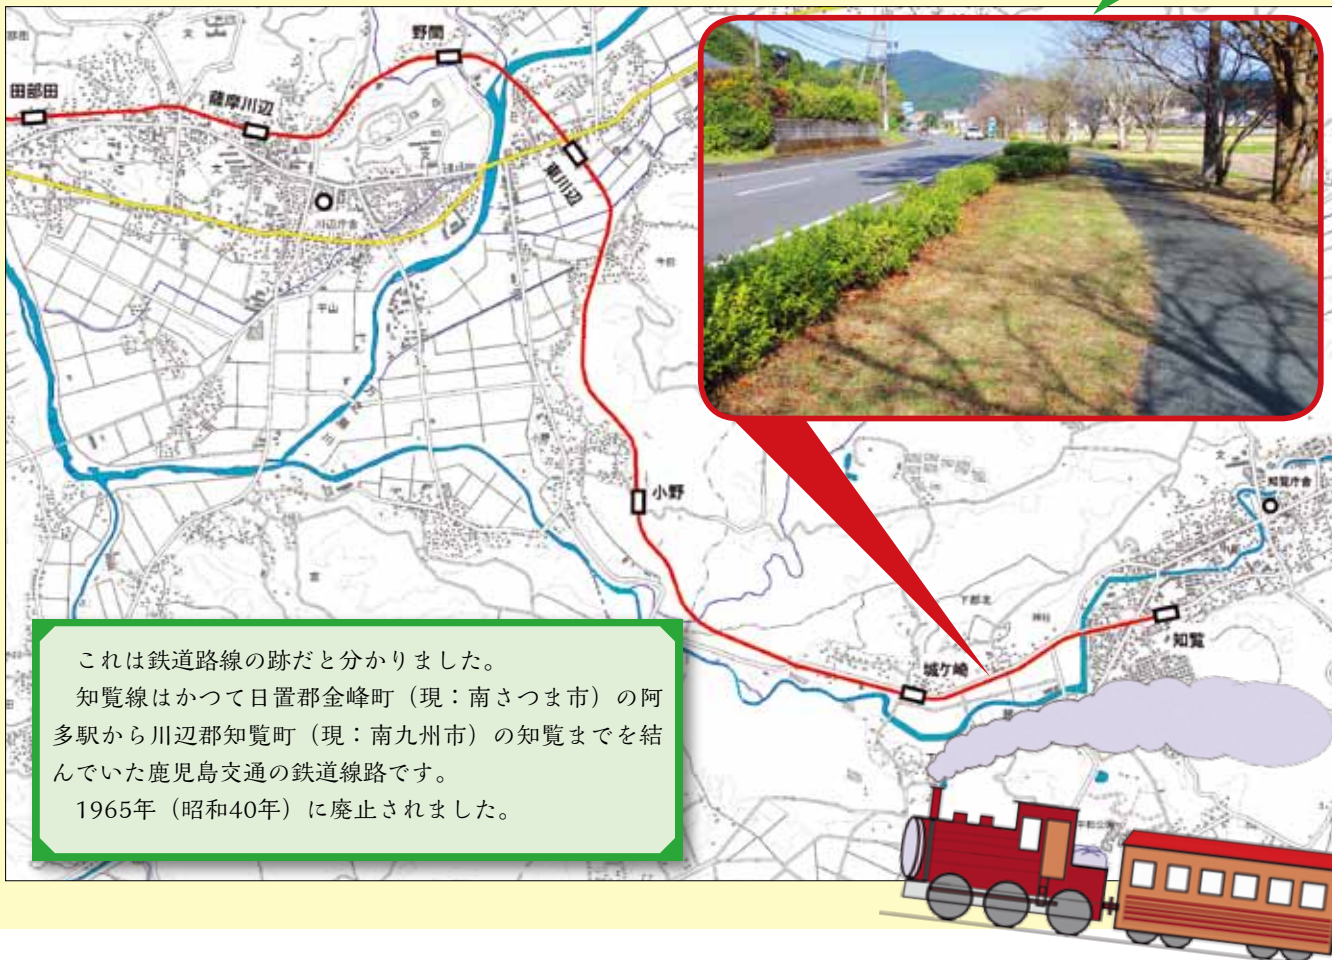 野間
田部田
薩摩川辺
東川辺
川辺庁舎
平山
小野
知覧庁舎
下郡北
城ケ崎
知覧
これは鉄道路線の跡だと分かりました。
知覧線はかつて日置郡金峰町（現：南さつま市）の阿
多駅から川辺郡知覧町（現：南九州市）の知覧までを結
んでいた鹿児島交通の鉄道線路です。
1965年（昭和40年）に廃止されました。